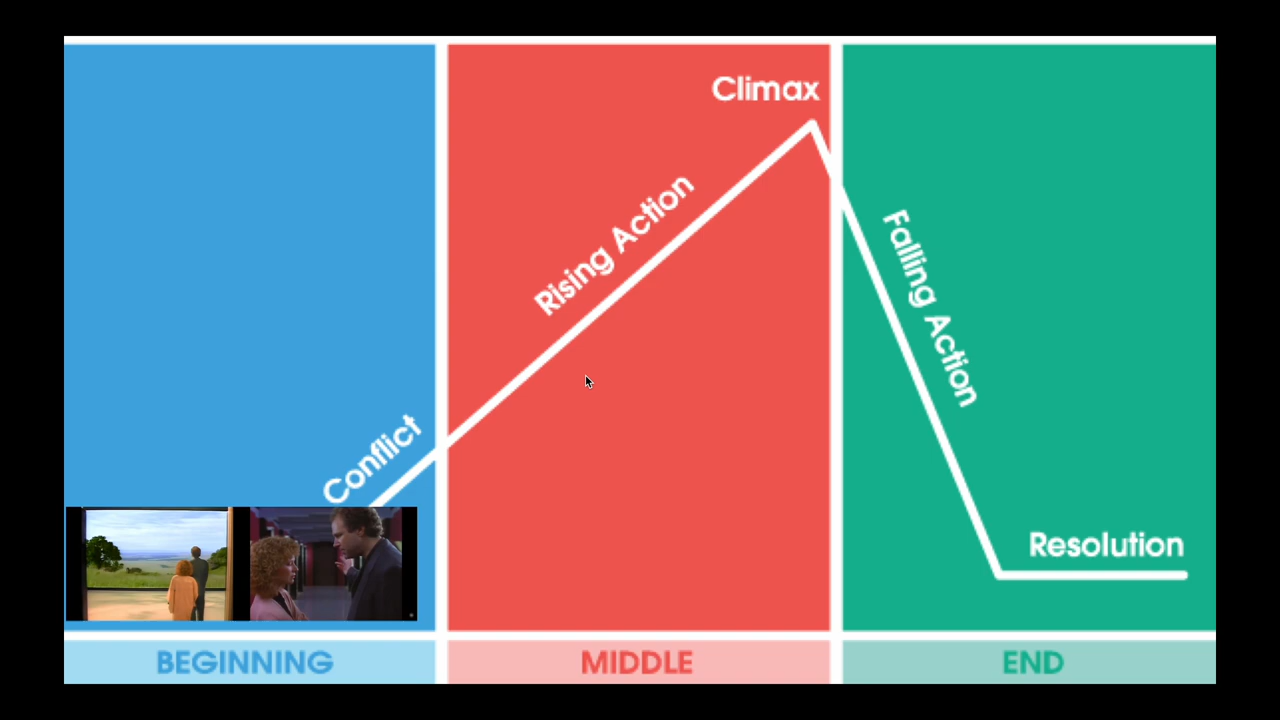 Climax
Rising Action
Falling Action
Conflict
Resolution
BEGINNING
MIDDLE
END